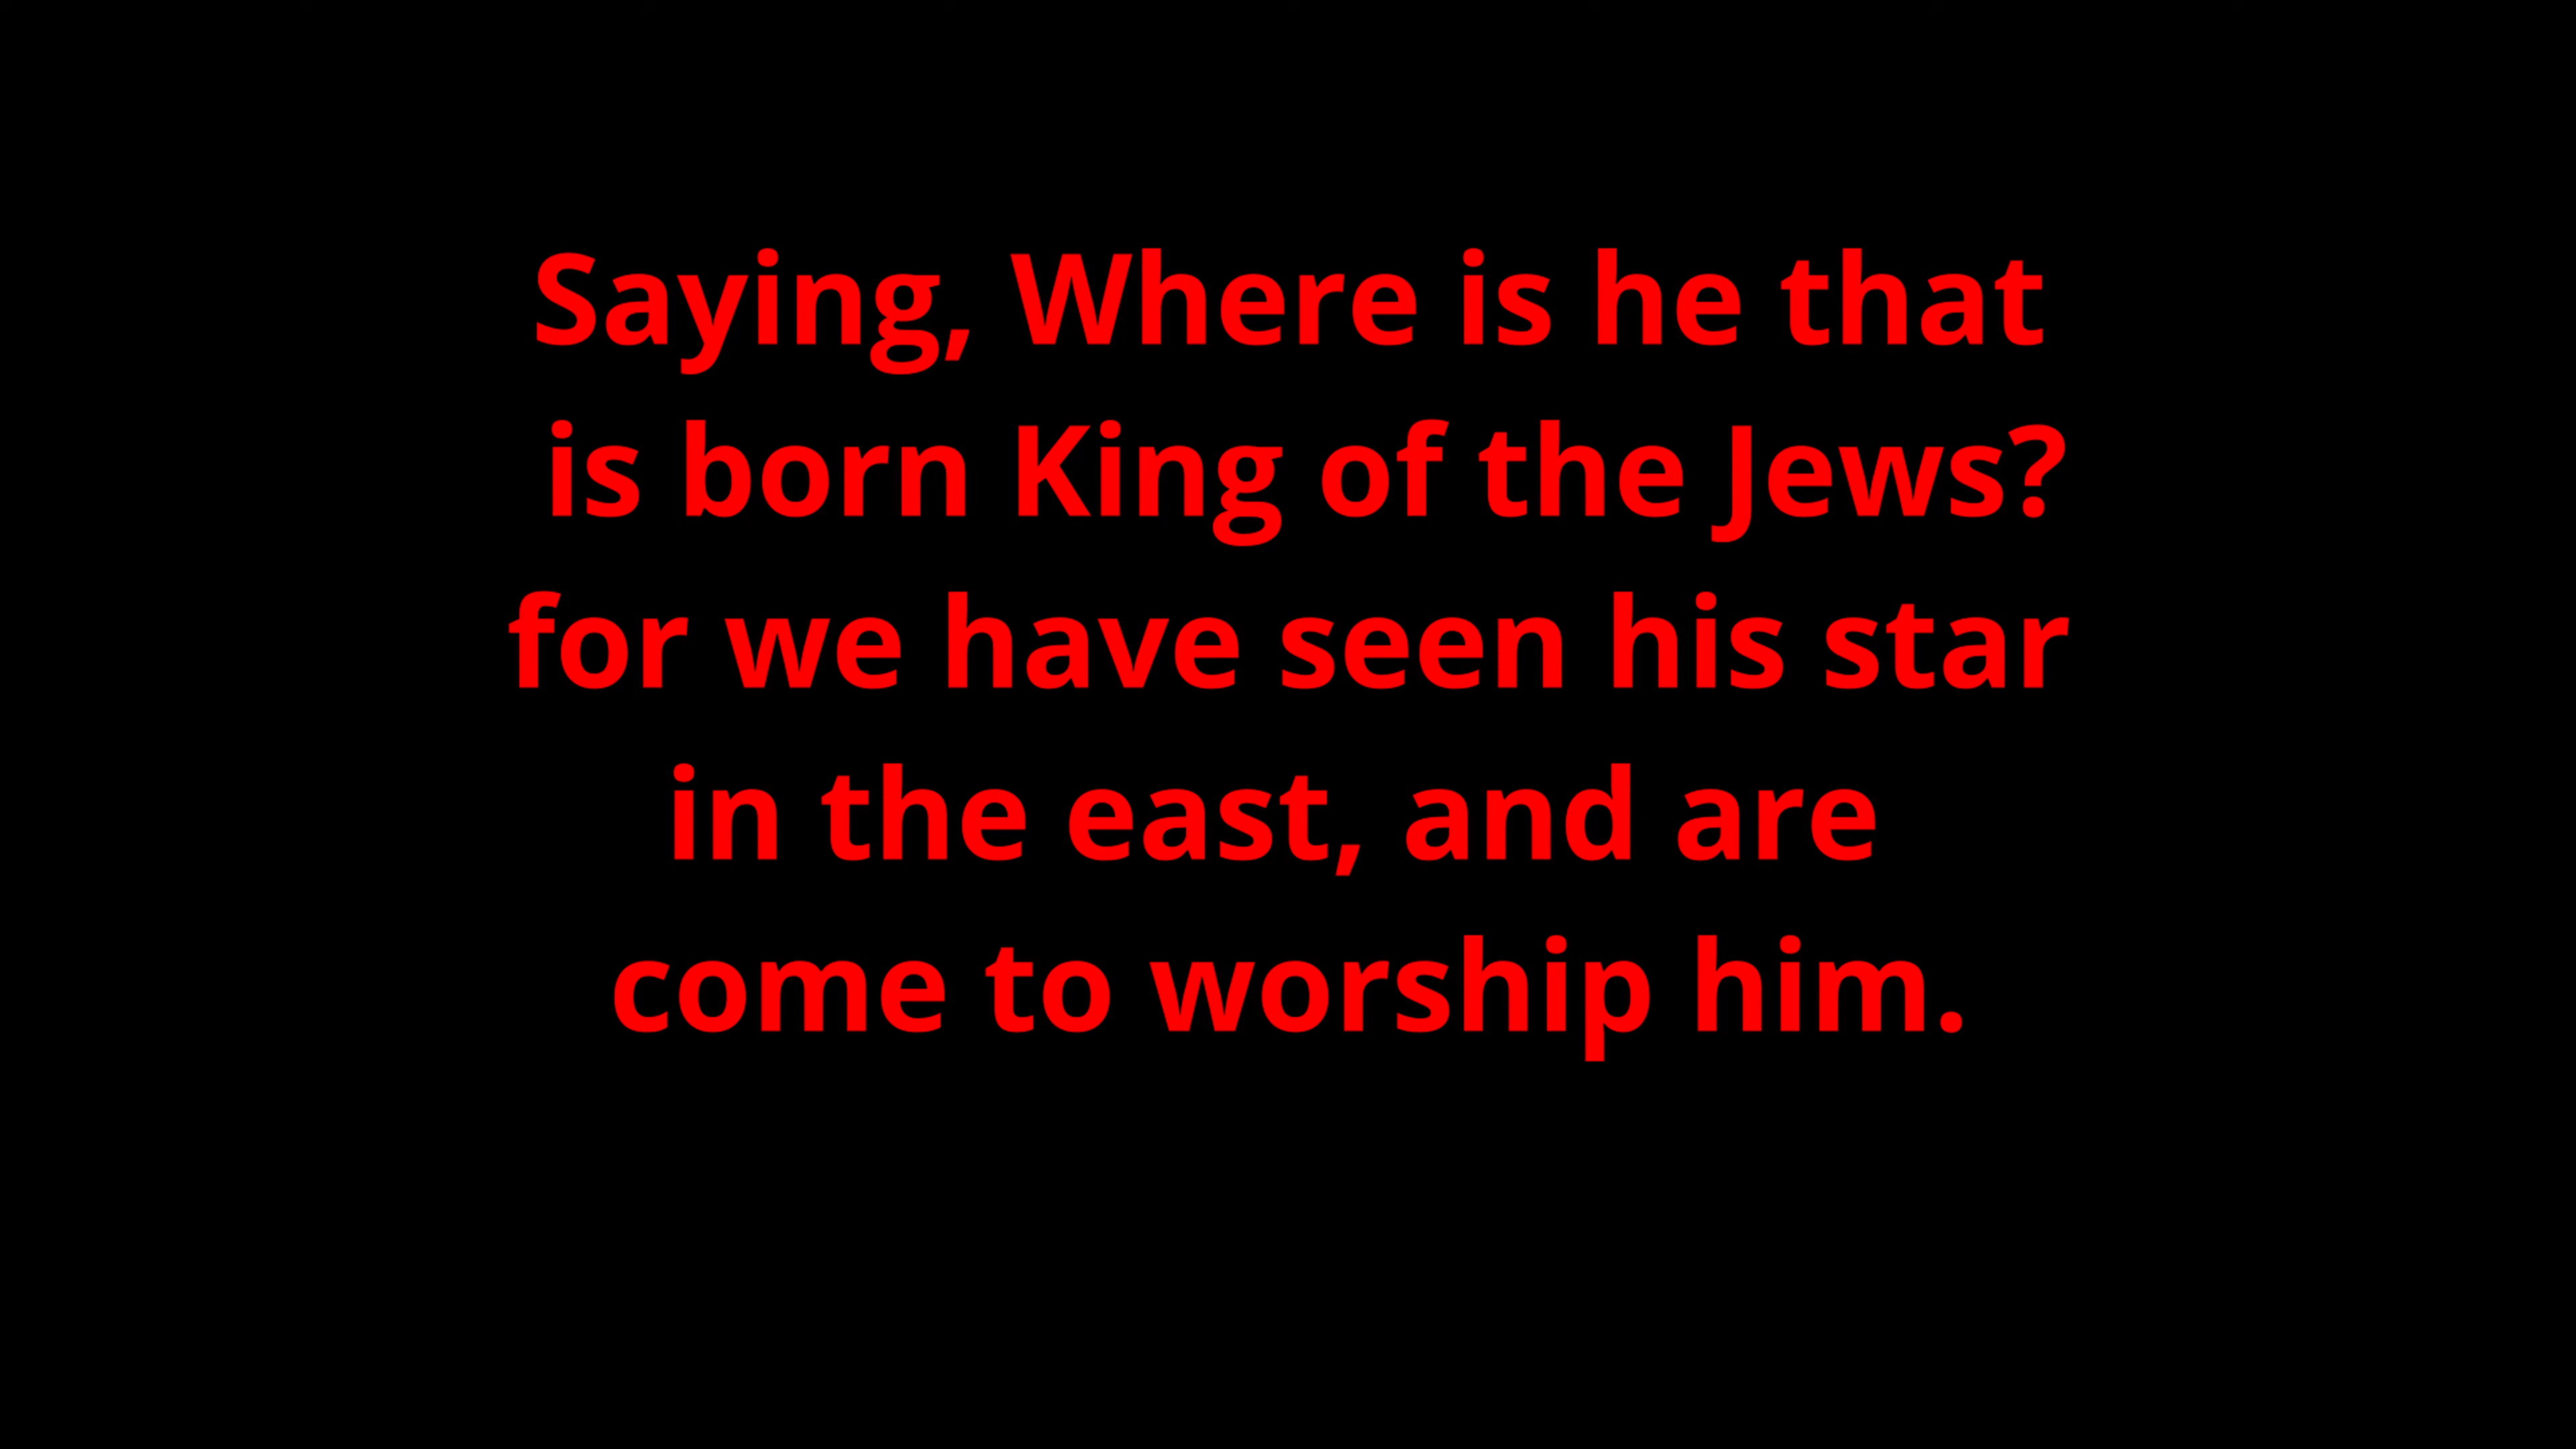 Saying, Where is he that
is born King of the Jews?
for we have seen his star
in the east, and are
come to worship him.